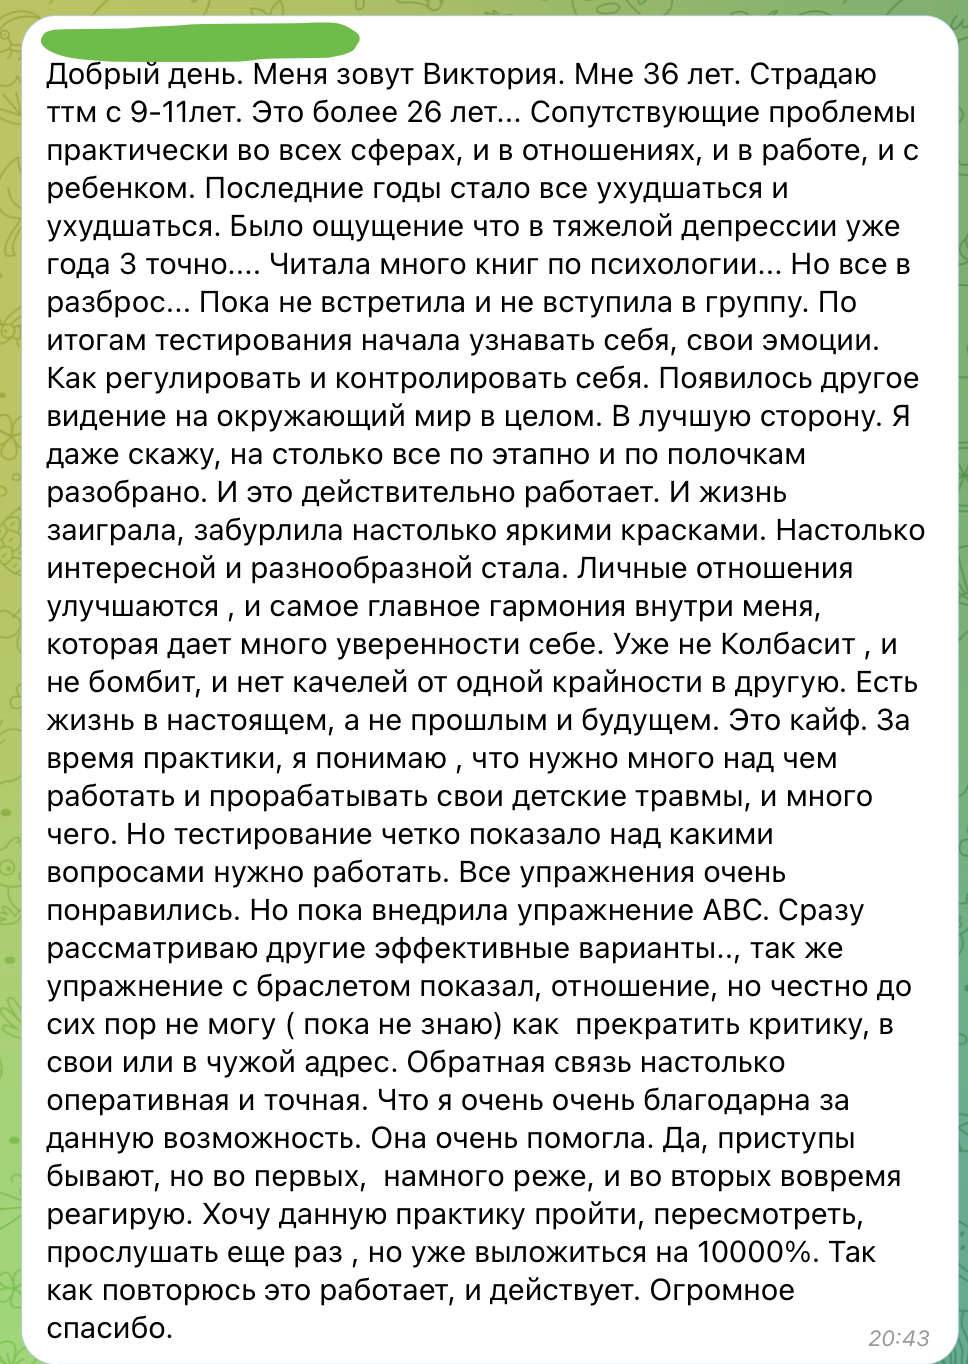 Добрый день. Меня зовут Виктория. Мне 36 лет. Страдаю
ттм с 9-11лет. Это более 26 лет... Сопутствующие проблемы
практически во всех сферах, и в отношениях, и в работе, и с
ребенком. Последние годы стало все ухудшаться и
ухудшаться. Было ощущение что в тяжелой депрессии уже
года 3 точно.... Читала много книг по психологии... Но все в
разброс... Пока не встретила и не вступила в группу. По
итогам тестирования начала узнавать себя, свои эмоции.
Как регулировать и контролировать себя. Появилось другое
видение на окружающий мир в целом. В лучшую сторону. Я
даже скажу, на столько все по этапно и по полочкам
разобрано. И это действительно работает. И жизнь
заиграла, забурлила настолько яркими красками. Настолько
интересной и разнообразной стала. Личные отношения
улучшаются , и самое главное гармония внутри меня,
которая дает много уверенности себе. Уже не Колбасит , и
не бомбит, и нет качелей от одной крайности в другую. Есть
жизнь в настоящем, а не прошлым и будущем. Это кайф. За
время практики, я понимаю , что нужно много над чем
работать и прорабатывать свои детские травмы, и много
чего. Но тестирование четко показало над какими
вопросами нужно работать. Все упражнения очень
понравились. Но пока внедрила упражнение АВС. Сразу
рассматриваю другие эффективные варианты.., так же
упражнение с браслетом показал, отношение, но честно до
сих пор не могу ( пока не знаю) как  прекратить критику, в
свои или в чужой адрес. Обратная связь настолько
оперативная и точная. Что я очень очень благодарна за
данную возможность. Она очень помогла. Да, приступы
бывают, но во первых,  намного реже, и во вторых вовремя
реагирую. Хочу данную практику пройти, пересмотреть,
прослушать еще раз , но уже выложиться на 10000%. Так
как повторюсь это работает, и действует. Огромное
спасибо.
20:43